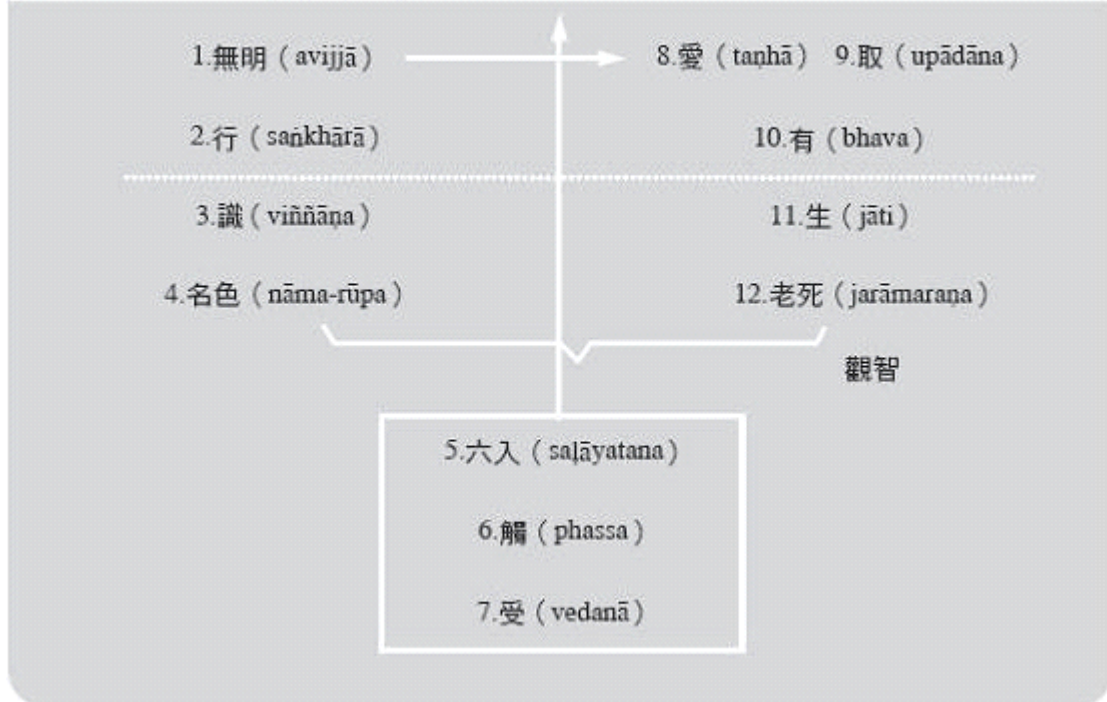 1.無明（avijjā） 8.愛（taṇhā） 9.取（upādāna）
2.行（saṅkhārā） 10.有（bhava）
3.識（viññāṇa） 11.生（jāti）
4.名色（nāma-rūpa） 12.老死（jarāmaraṇa）
觀智
5.六入（saḷāyatana）
6.觸（phassa）
7.受（vedanā）